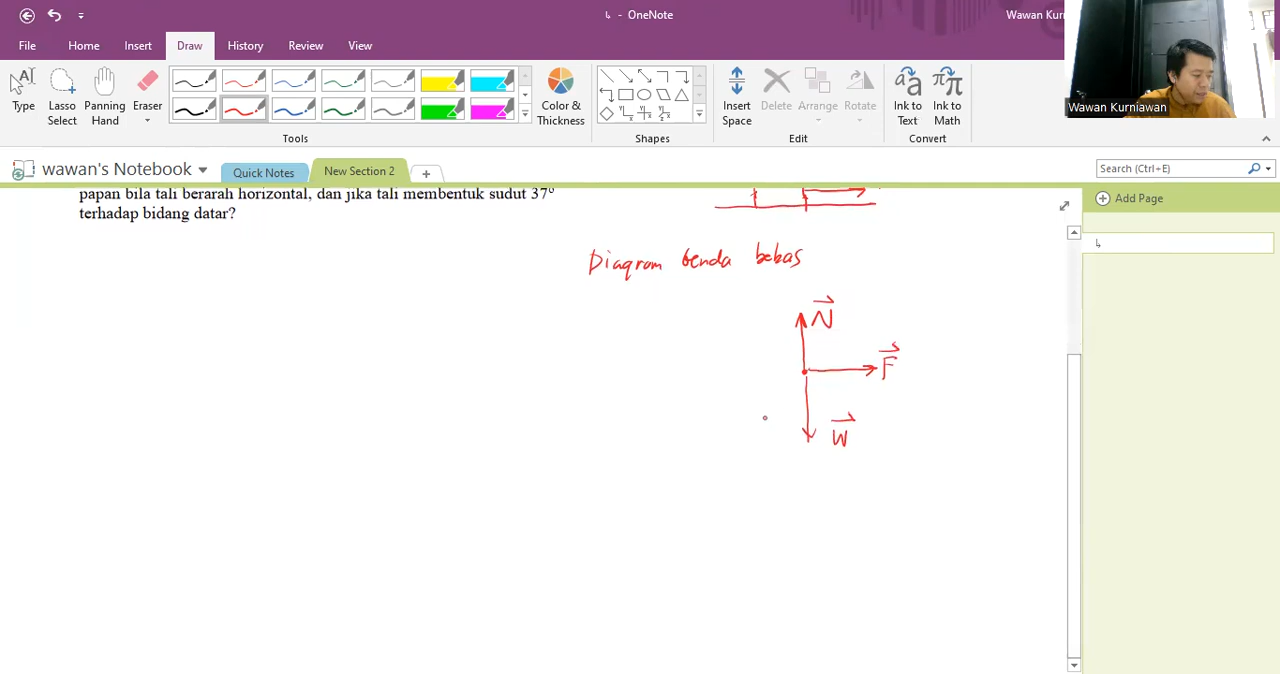 ↳ - OneNote
Wawan Kur
File Home Insert Draw History Review View
Type
Lasso Select
Panning Hand
Eraser
Color & Thickness
Insert Space
Delete
Arrange
Rotate
Ink to Text
Ink to Math
Tools
Shapes
Edit
Convert
Wawan Kurniawan
wawan's Notebook
Quick Notes
New Section 2
Search (Ctrl+E)
Add Page
papan bila tali berarah horizontal, dan jika tali membentuk sudut 37°
terhadap bidang datar?
Diagram benda bebas
N
F
W